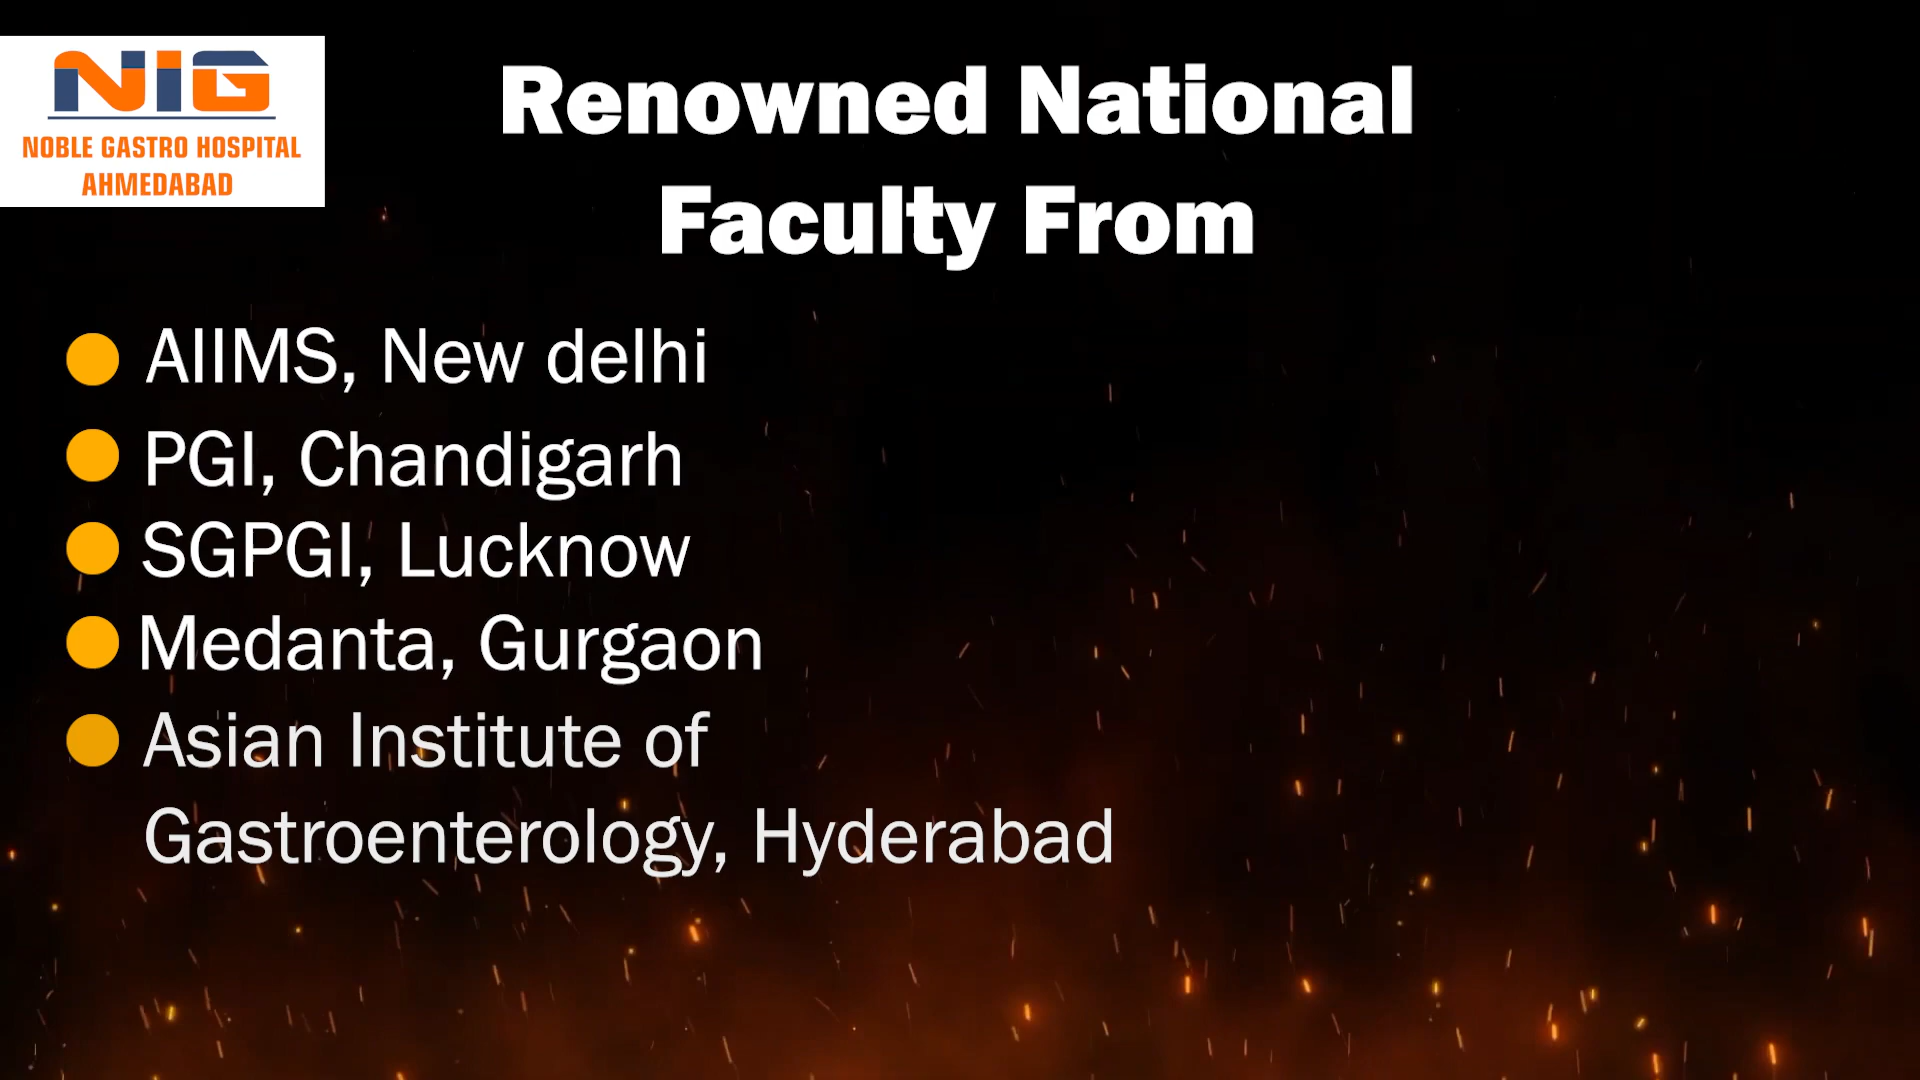 NIG
NOBLE GASTRO HOSPITAL
AHMEDABAD
Renowned National
Faculty From
AIIMS, New delhi
PGI, Chandigarh
SGPGI, Lucknow
Medanta, Gurgaon
Asian Institute of
Gastroenterology, Hyderabad